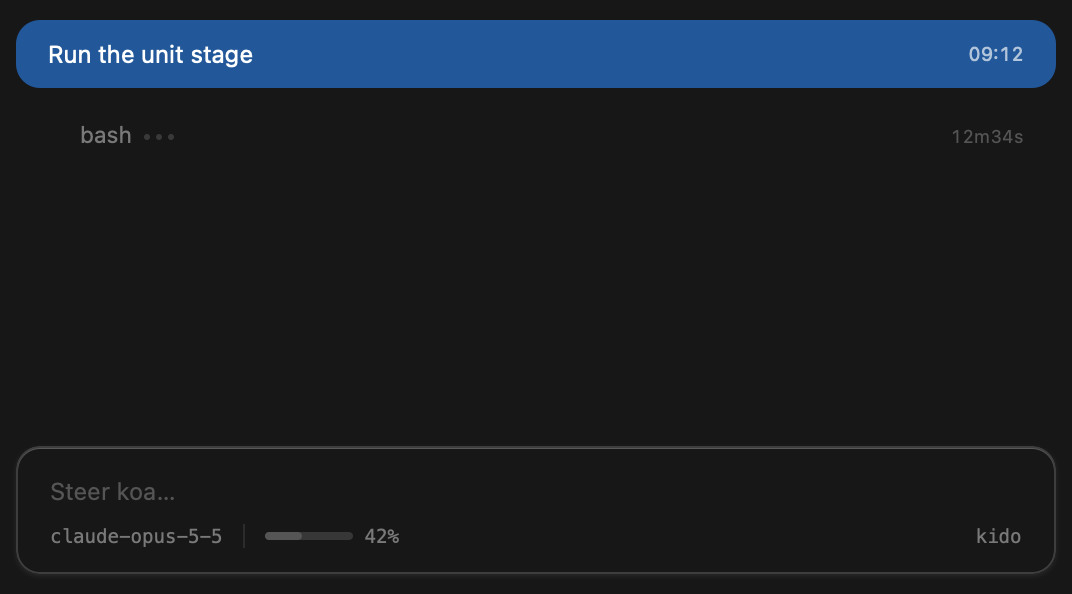 Run the unit stage 09:12
bash ••• 12m34s
Steer koa...
claude-opus-5-5 42% kido